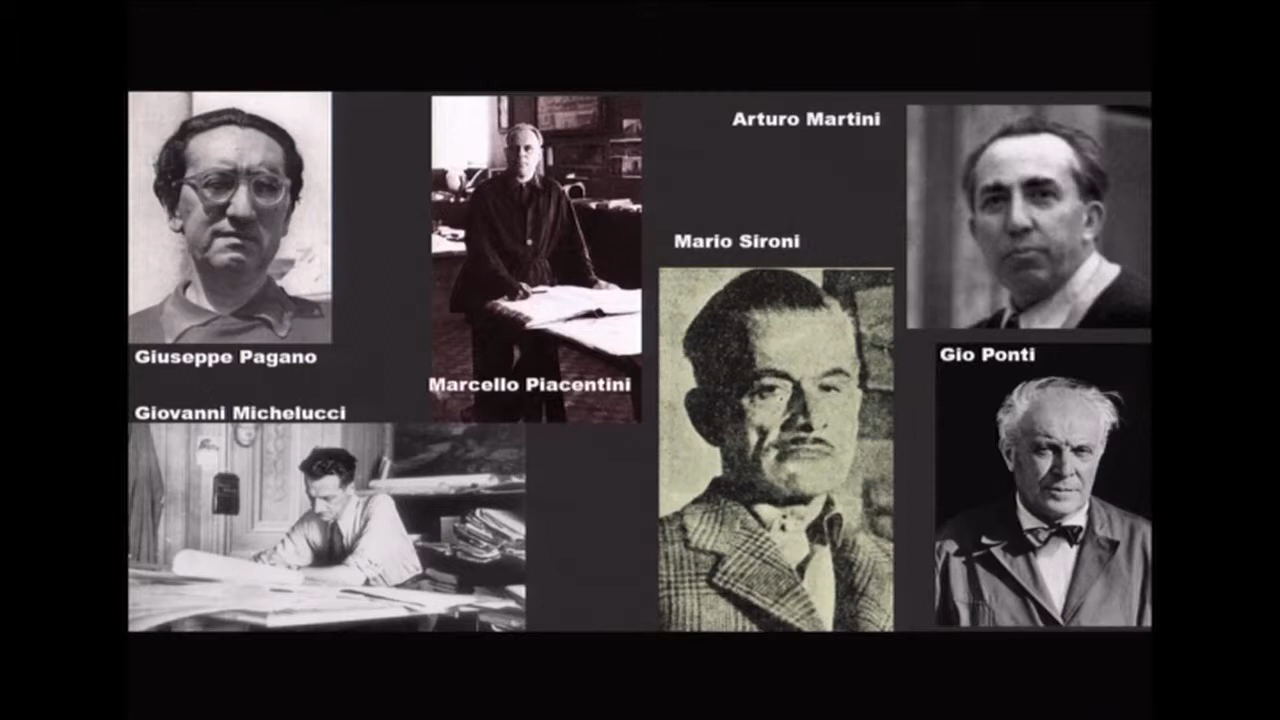 Giuseppe Pagano
Marcello Piacentini
Giovanni Michelucci
Arturo Martini
Mario Sironi
Gio Ponti